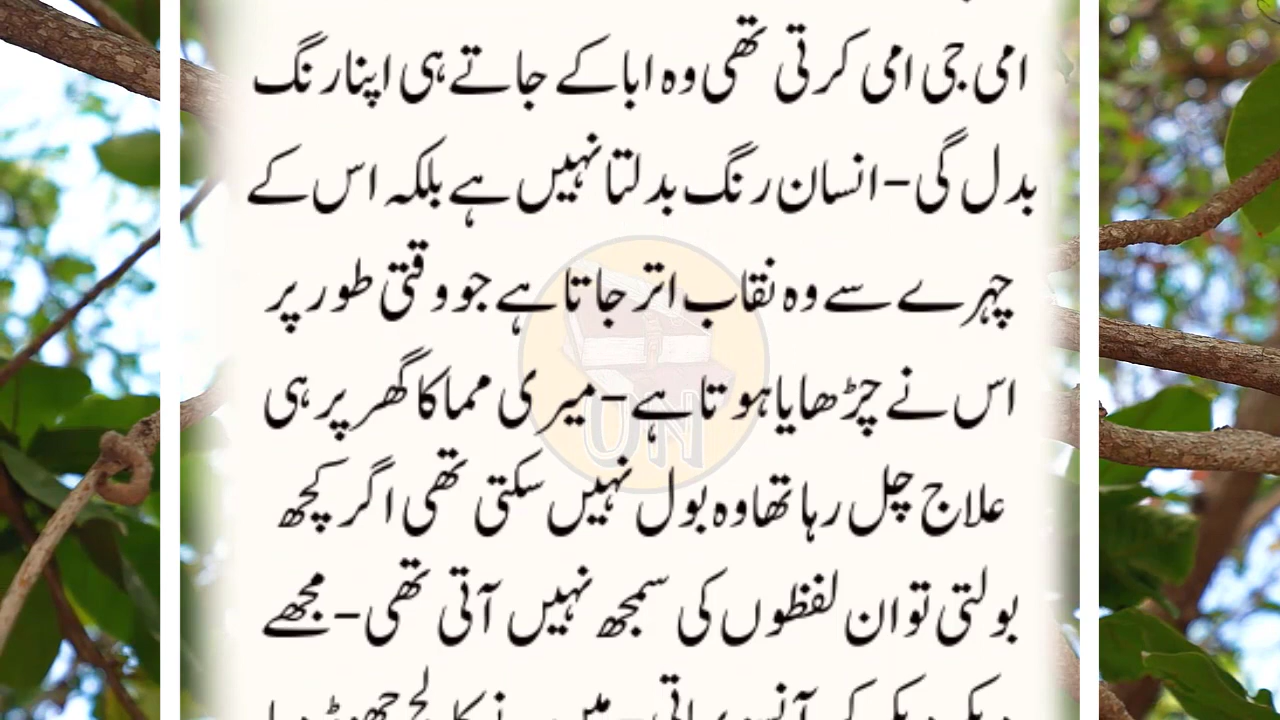 امی جی امی کرتی تھی وہ ابا کے جاتے ہی اپنا رنگ
بدل گی - انسان رنگ بدلتا نہیں ہے بلکہ اس کے
چہرے سے وہ نقاب اتر جاتا ہے جو وقتی طور پر
اس نے چڑھایا ہوتا ہے - میری مما کا گھر پر ہی
علاج چل رہا تھا وہ بول نہیں سکتی تھی اگر کچھ
بولتی تو ان لفظوں کی سمجھ نہیں آتی تھی - مجھے
UN